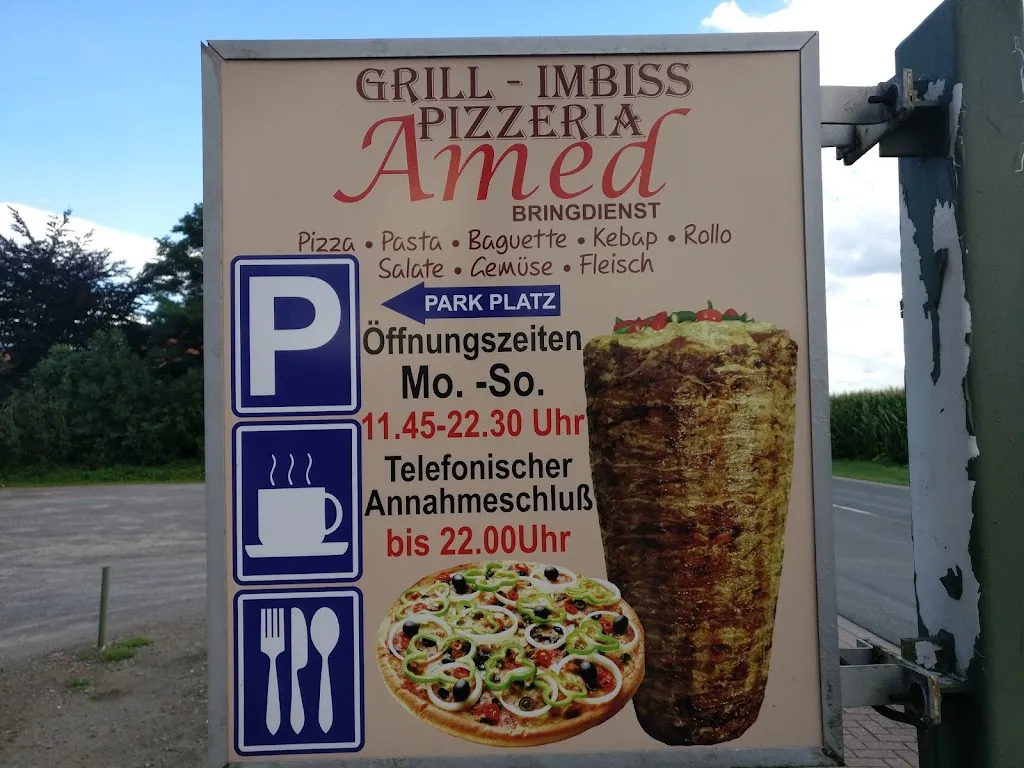 GRILL - IMBISS
PIZZERIA
Amed
BRINGDIENST
Pizza • Pasta • Baguette • Kebap • Rollo
Salate • Gemüse • Fleisch
P
PARK PLATZ
Öffnungszeiten
Mo. -So.
11.45-22.30 Uhr
Telefonischer
Annahmeschluß
bis 22.00Uhr